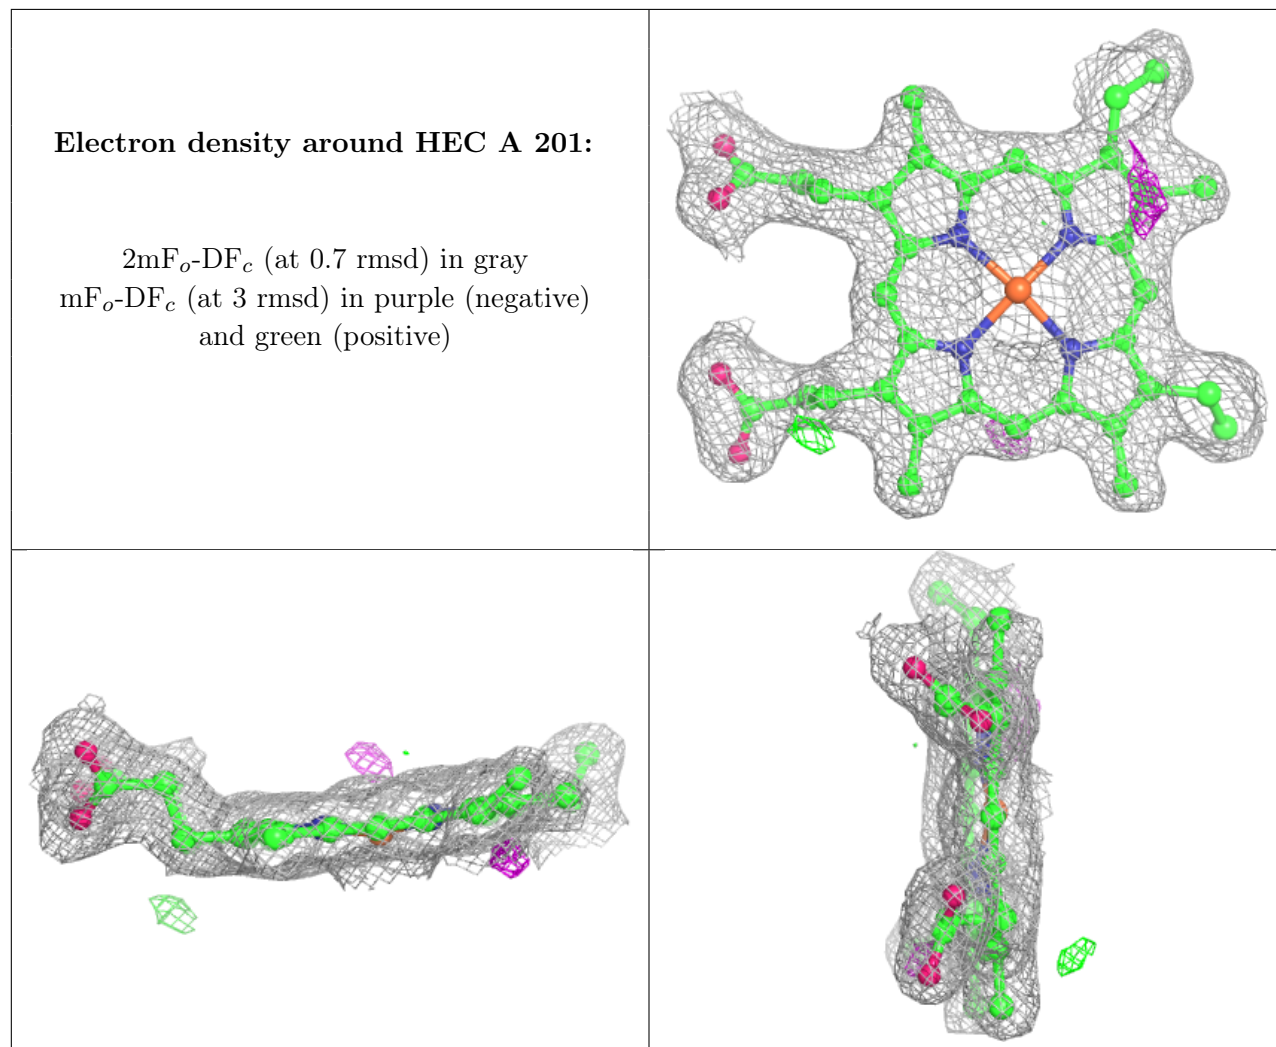 Electron density around HEC A 201:
2mFo-DFc (at 0.7 rmsd) in gray
mFo-DFc (at 3 rmsd) in purple (negative)
and green (positive)